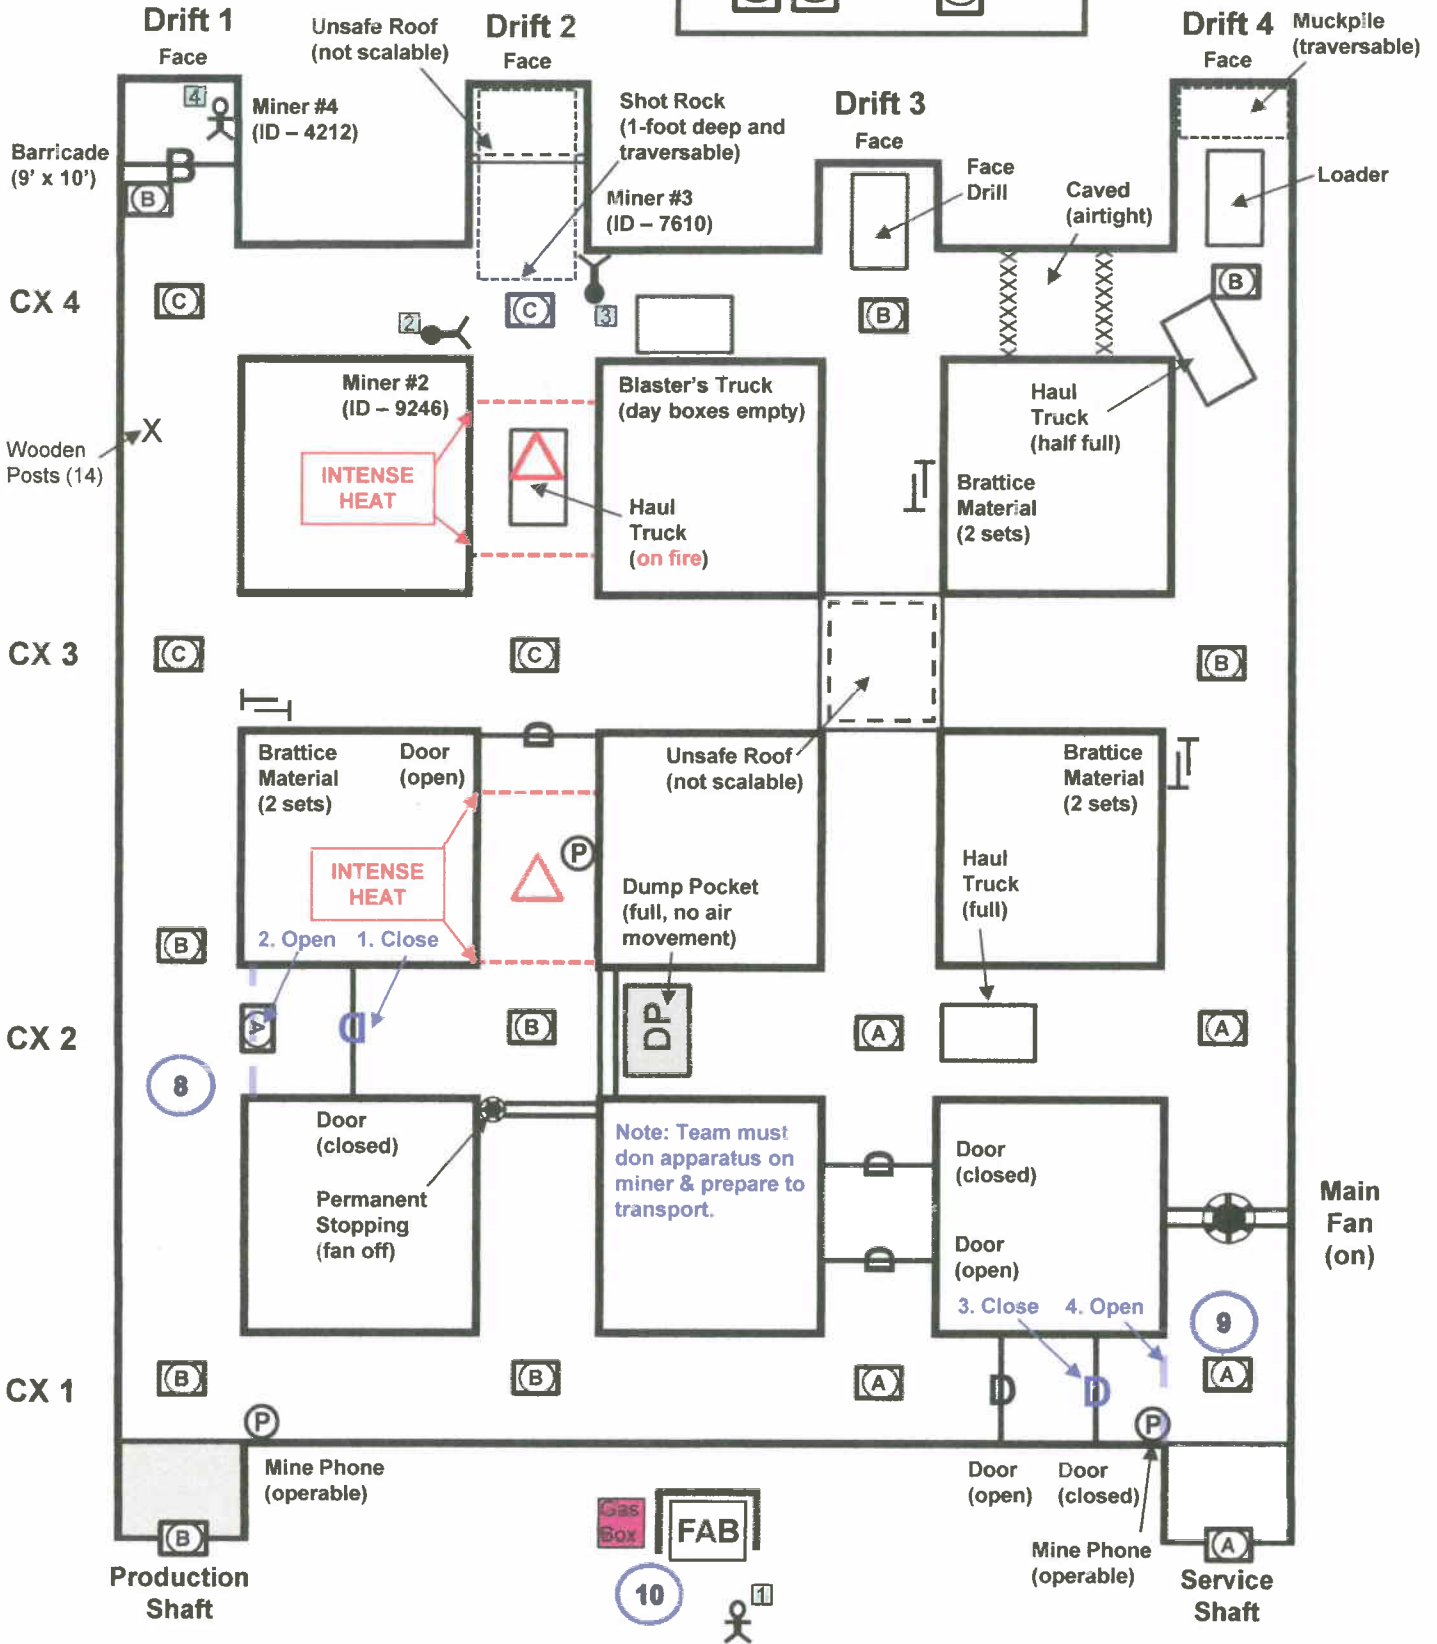 Drift 1
Face
Unsafe Roof
(not scalable)
Drift 2
Face
Drift 4
Face
Muckpile
(traversable)
4
Miner #4
(ID – 4212)
Shot Rock
(1-foot deep and
traversable)
Drift 3
Face
Barricade
(9' x 10')
B
B
Miner #3
(ID – 7610)
Face
Drill
Caved
(airtight)
Loader
CX 4
C
C
3
B
B
2
Miner #2
(ID – 9246)
Blaster's Truck
(day boxes empty)
Haul
Truck
(half full)
X
Wooden
Posts (14)
INTENSE
HEAT
Haul
Truck
(on fire)
Brattice
Material
(2 sets)
CX 3
C
C
B
Brattice
Material
(2 sets)
Door
(open)
D
Unsafe Roof
(not scalable)
Brattice
Material
(2 sets)
INTENSE
HEAT
P
Dump Pocket
(full, no air
movement)
Haul
Truck
(full)
B
2. Open
1. Close
CX 2
A
D
B
DP
A
A
8
Door
(closed)
Permanent
Stopping
(fan off)
Note: Team must
don apparatus on
miner & prepare to
transport.
D
Door
(closed)
D
Door
(open)
Main
Fan
(on)
3. Close
4. Open
9
CX 1
B
B
A
D
D
A
P
P
Mine Phone
(operable)
Door
(open)
Door
(closed)
Gas
Box
FAB
Mine Phone
(operable)
B
Production
Shaft
10
1
A
Service
Shaft